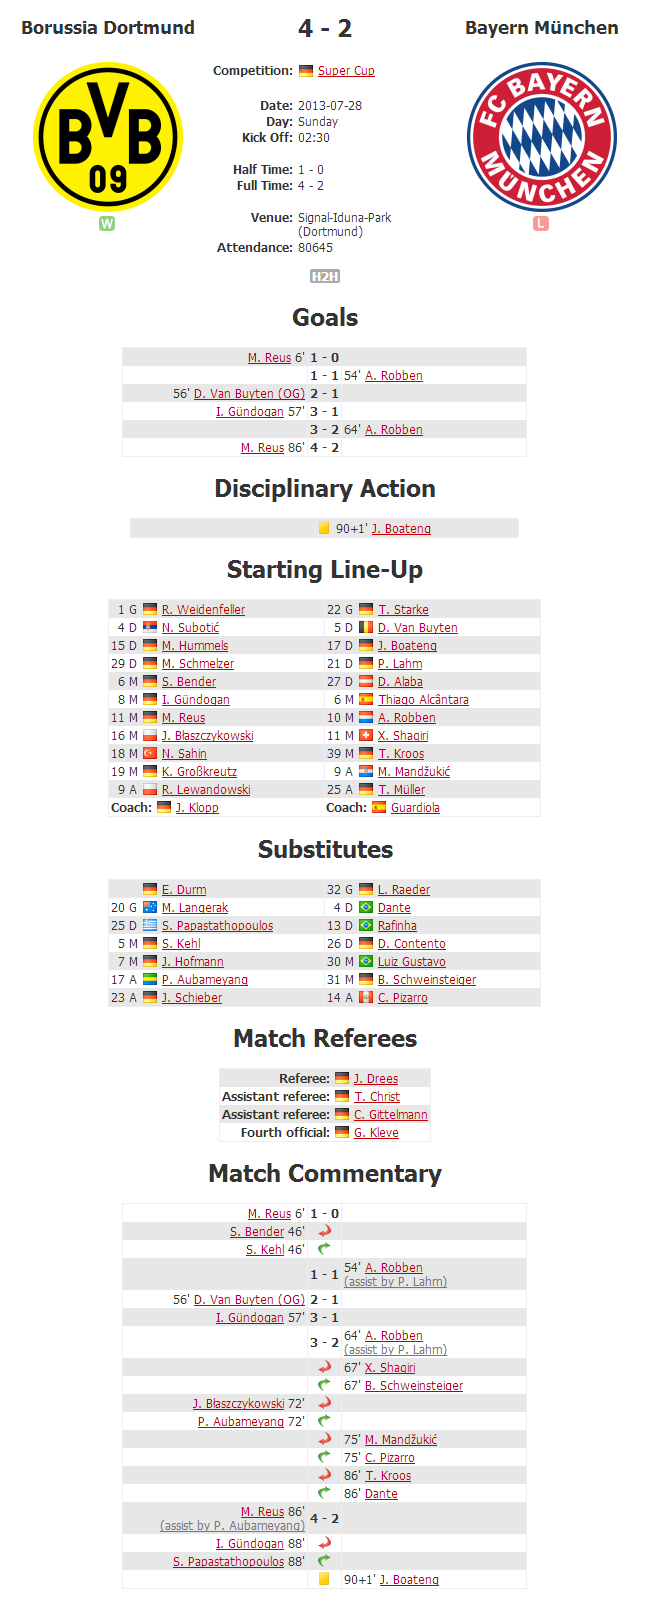 Borussia Dortmund 4 - 2 Bayern München
BVB 09
FC BAYERN MÜNCHEN
Competition: Super Cup
Date: 2013-07-28
Day: Sunday
Kick Off: 02:30
Half Time: 1 - 0
Full Time: 4 - 2
Venue: Signal-Iduna-Park
(Dortmund)
Attendance: 80645
W
L
H2H
Goals
M. Reus 6' 1 - 0
1 - 1 54' A. Robben
56' D. Van Buyten (OG) 2 - 1
I. Gündogan 57' 3 - 1
3 - 2 64' A. Robben
M. Reus 86' 4 - 2
Disciplinary Action
90+1' J. Boateng
Starting Line-Up
1 G R. Weidenfeller 22 G T. Starke
4 D N. Subotić 5 D D. Van Buyten
15 D M. Hummels 17 D J. Boateng
29 D M. Schmelzer 21 D P. Lahm
6 M S. Bender 27 D D. Alaba
8 M I. Gündogan 6 M Thiago Alcântara
11 M M. Reus 10 M A. Robben
16 M J. Błaszczykowski 11 M X. Shaqiri
18 M N. Sahin 39 M T. Kroos
19 M K. Großkreutz 9 A M. Mandžukić
9 A R. Lewandowski 25 A T. Müller
Coach: J. Klopp Coach: Guardiola
Substitutes
E. Durm 32 G L. Raeder
20 G M. Langerak 4 D Dante
25 D S. Papastathopoulos 13 D Rafinha
5 M S. Kehl 26 D D. Contento
7 M J. Hofmann 30 M Luiz Gustavo
17 A P. Aubameyang 31 M B. Schweinsteiger
23 A J. Schieber 14 A C. Pizarro
Match Referees
Referee: J. Drees
Assistant referee: T. Christ
Assistant referee: C. Gittelmann
Fourth official: G. Kleve
Match Commentary
M. Reus 6' 1 - 0
S. Bender 46'
S. Kehl 46'
1 - 1 54' A. Robben
(assist by P. Lahm)
56' D. Van Buyten (OG) 2 - 1
I. Gündogan 57' 3 - 1
3 - 2 64' A. Robben
(assist by P. Lahm)
67' X. Shaqiri
67' B. Schweinsteiger
J. Błaszczykowski 72'
P. Aubameyang 72'
75' M. Mandžukić
75' C. Pizarro
86' T. Kroos
86' Dante
M. Reus 86' 4 - 2
(assist by P. Aubameyang)
I. Gündogan 88'
S. Papastathopoulos 88'
90+1' J. Boateng